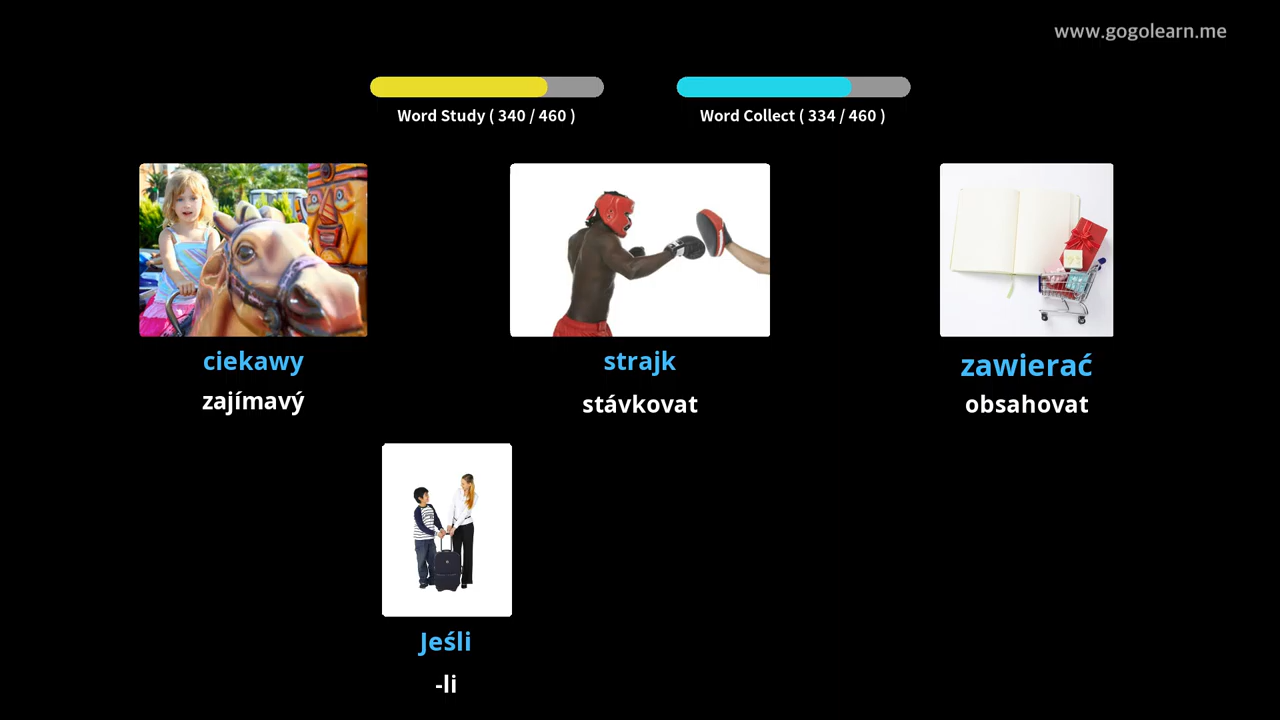 www.gogolearn.me
Word Study ( 340 / 460 )
Word Collect ( 334 / 460 )
ciekawy
zajímavý
strajk
stávkovat
zawierać
obsahovat
Jeśli
-li